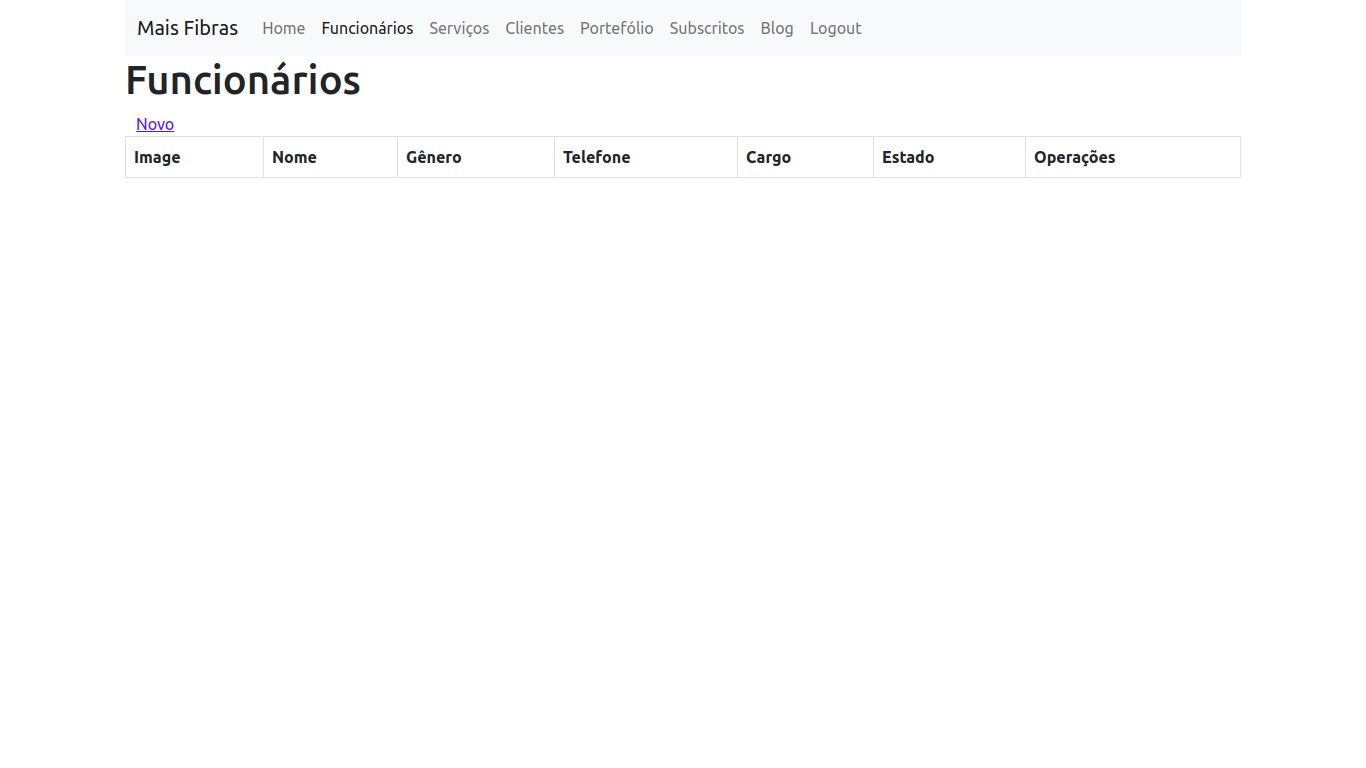 Mais Fibras Home Funcionários Serviços Clientes Portefólio Subscritos Blog Logout
Funcionários
Novo
Image Nome Gênero Telefone Cargo Estado Operações